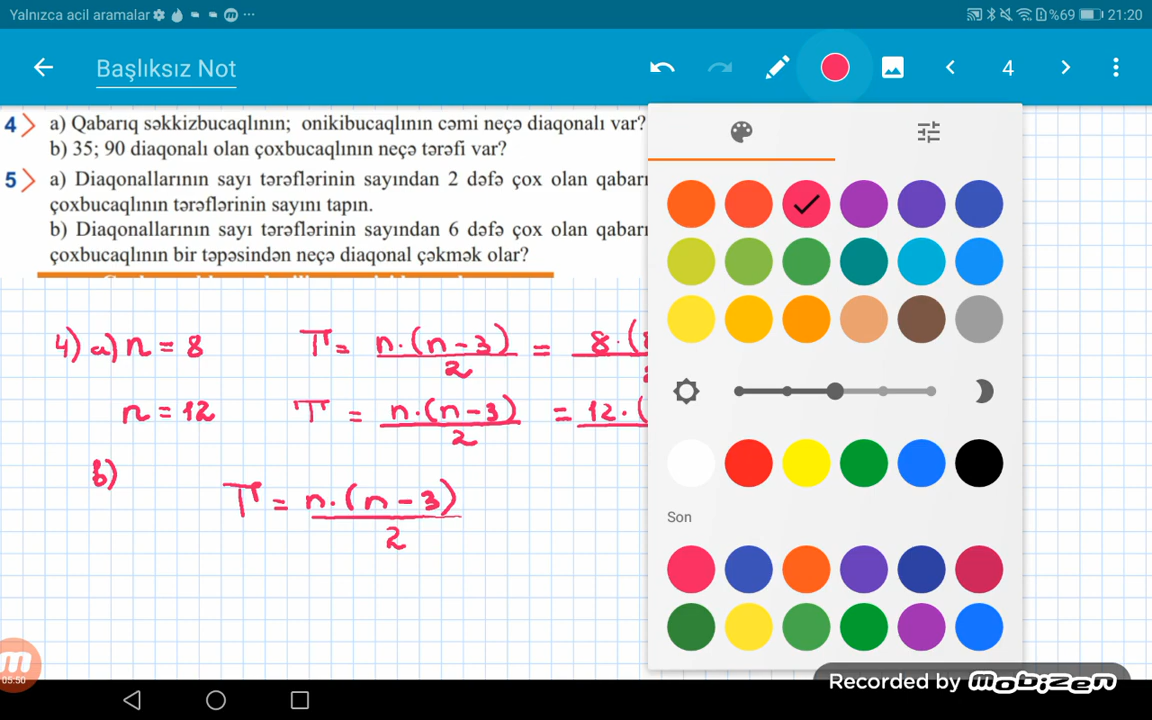 Yalnızca acil aramalar ... %69 21:20
Başlıksız Not 4
4 a) Qabarıq səkkizbucaqlının; onikibucaqlının cəmi neçə diaqonalı var?
b) 35; 90 diaqonalı olan çoxbucaqlının neçə tərəfi var?
5 a) Diaqonallarının sayı tərəflərinin sayından 2 dəfə çox olan qabarı
çoxbucaqlının tərəflərinin sayını tapın.
b) Diaqonallarının sayı tərəflərinin sayından 6 dəfə çox olan qabarı
çoxbucaqlının bir təpəsindən neçə diaqonal çəkmək olar?
4) a) n = 8 T = n·(n-3)/2 = 8·(8
n = 12 T = n·(n-3)/2 = 12·(
b)
T = n·(n-3)/2
Son
05:50
Recorded by mobizen